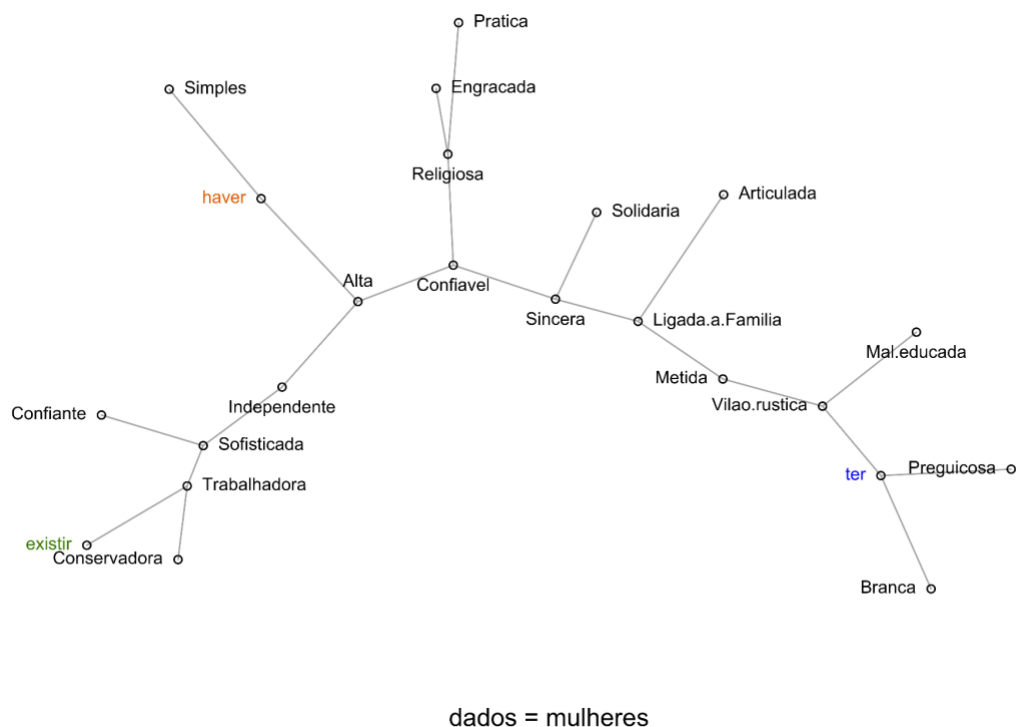 Pratica
Simples
Engracada
Religiosa
haver
Articulada
Solidaria
Alta
Confiavel
Sincera
Ligada.a.Familia
Mal.educada
Metida
Vilao.rustica
Independente
Confiante
Sofisticada
Preguicosa
ter
Trabalhadora
existir
Conservadora
Branca
dados = mulheres